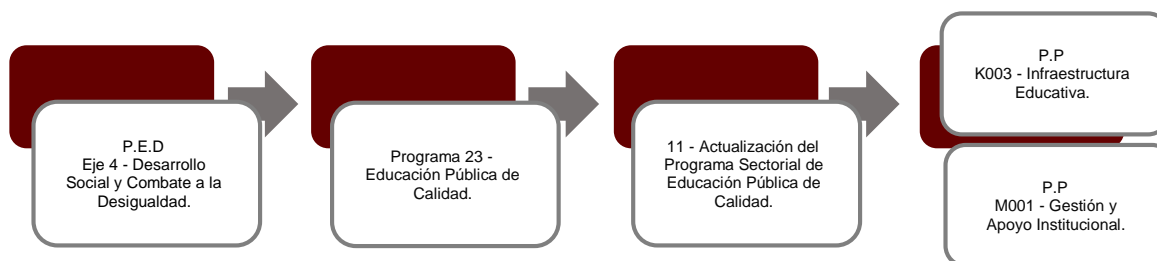 P.E.D
Eje 4 - Desarrollo
Social y Combate a la
Desigualdad.
Programa 23 -
Educación Pública de
Calidad.
11 - Actualización del
Programa Sectorial de
Educación Pública de
Calidad.
P.P
K003 - Infraestructura
Educativa.
P.P
M001 - Gestión y
Apoyo Institucional.